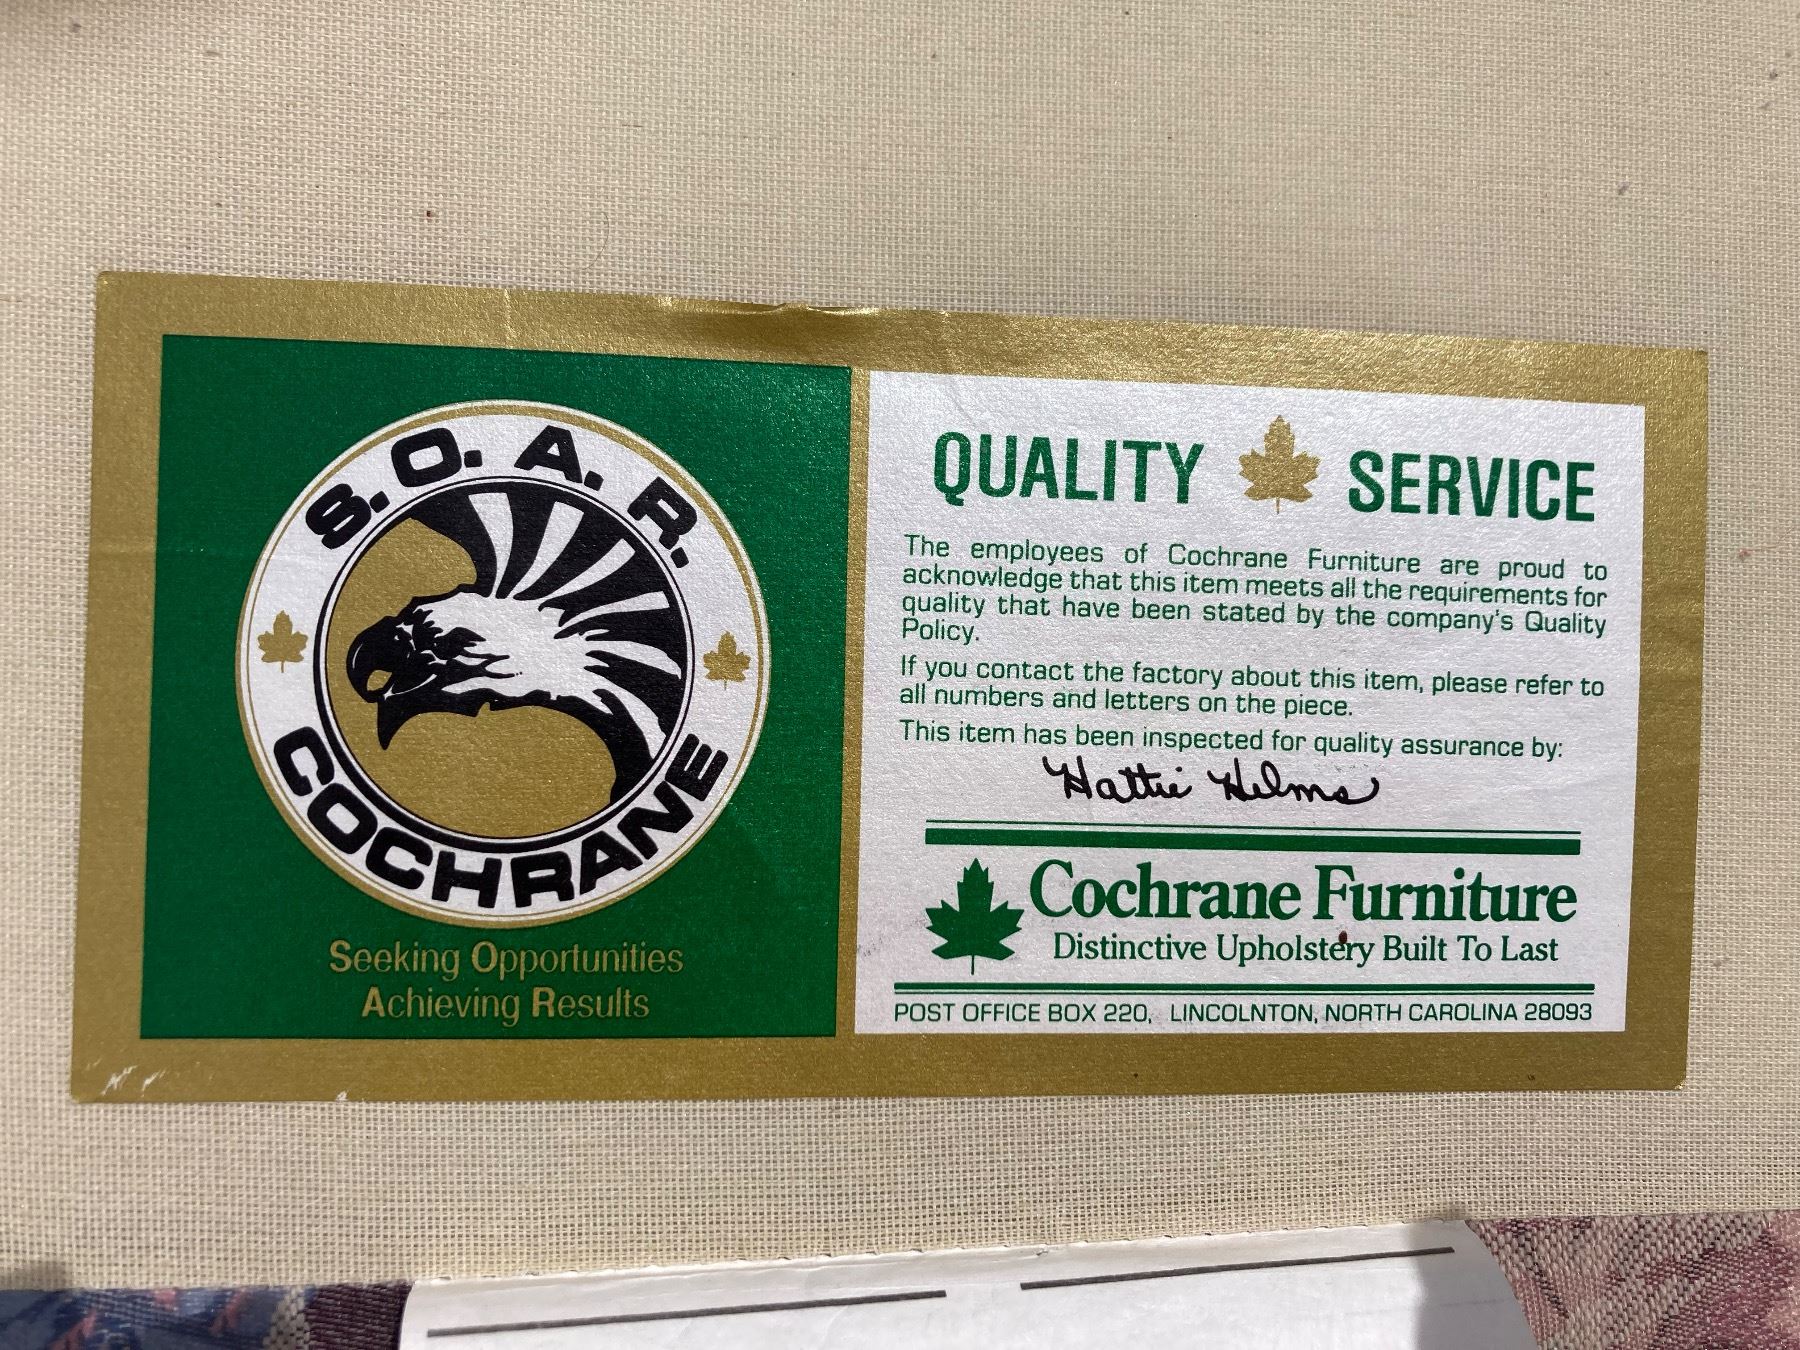 S.O.A.R.
COCHRANE
Seeking Opportunities
Achieving Results
QUALITY SERVICE
The employees of Cochrane Furniture are proud to
acknowledge that this item meets all the requirements for
quality that have been stated by the company's Quality
Policy.
If you contact the factory about this item, please refer to
all numbers and letters on the piece.
This item has been inspected for quality assurance by:
Hattie Helms
Cochrane Furniture
Distinctive Upholstery Built To Last
POST OFFICE BOX 220, LINCOLNTON, NORTH CAROLINA 28093